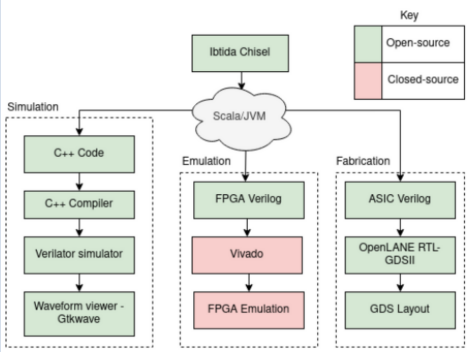 Key
Open-source
Closed-source
Ibtida Chisel
Scala/JVM
Simulation
C++ Code
C++ Compiler
Verilator simulator
Waveform viewer -
Gtkwave
Emulation
FPGA Verilog
Vivado
FPGA Emulation
Fabrication
ASIC Verilog
OpenLANE RTL-
GDSII
GDS Layout